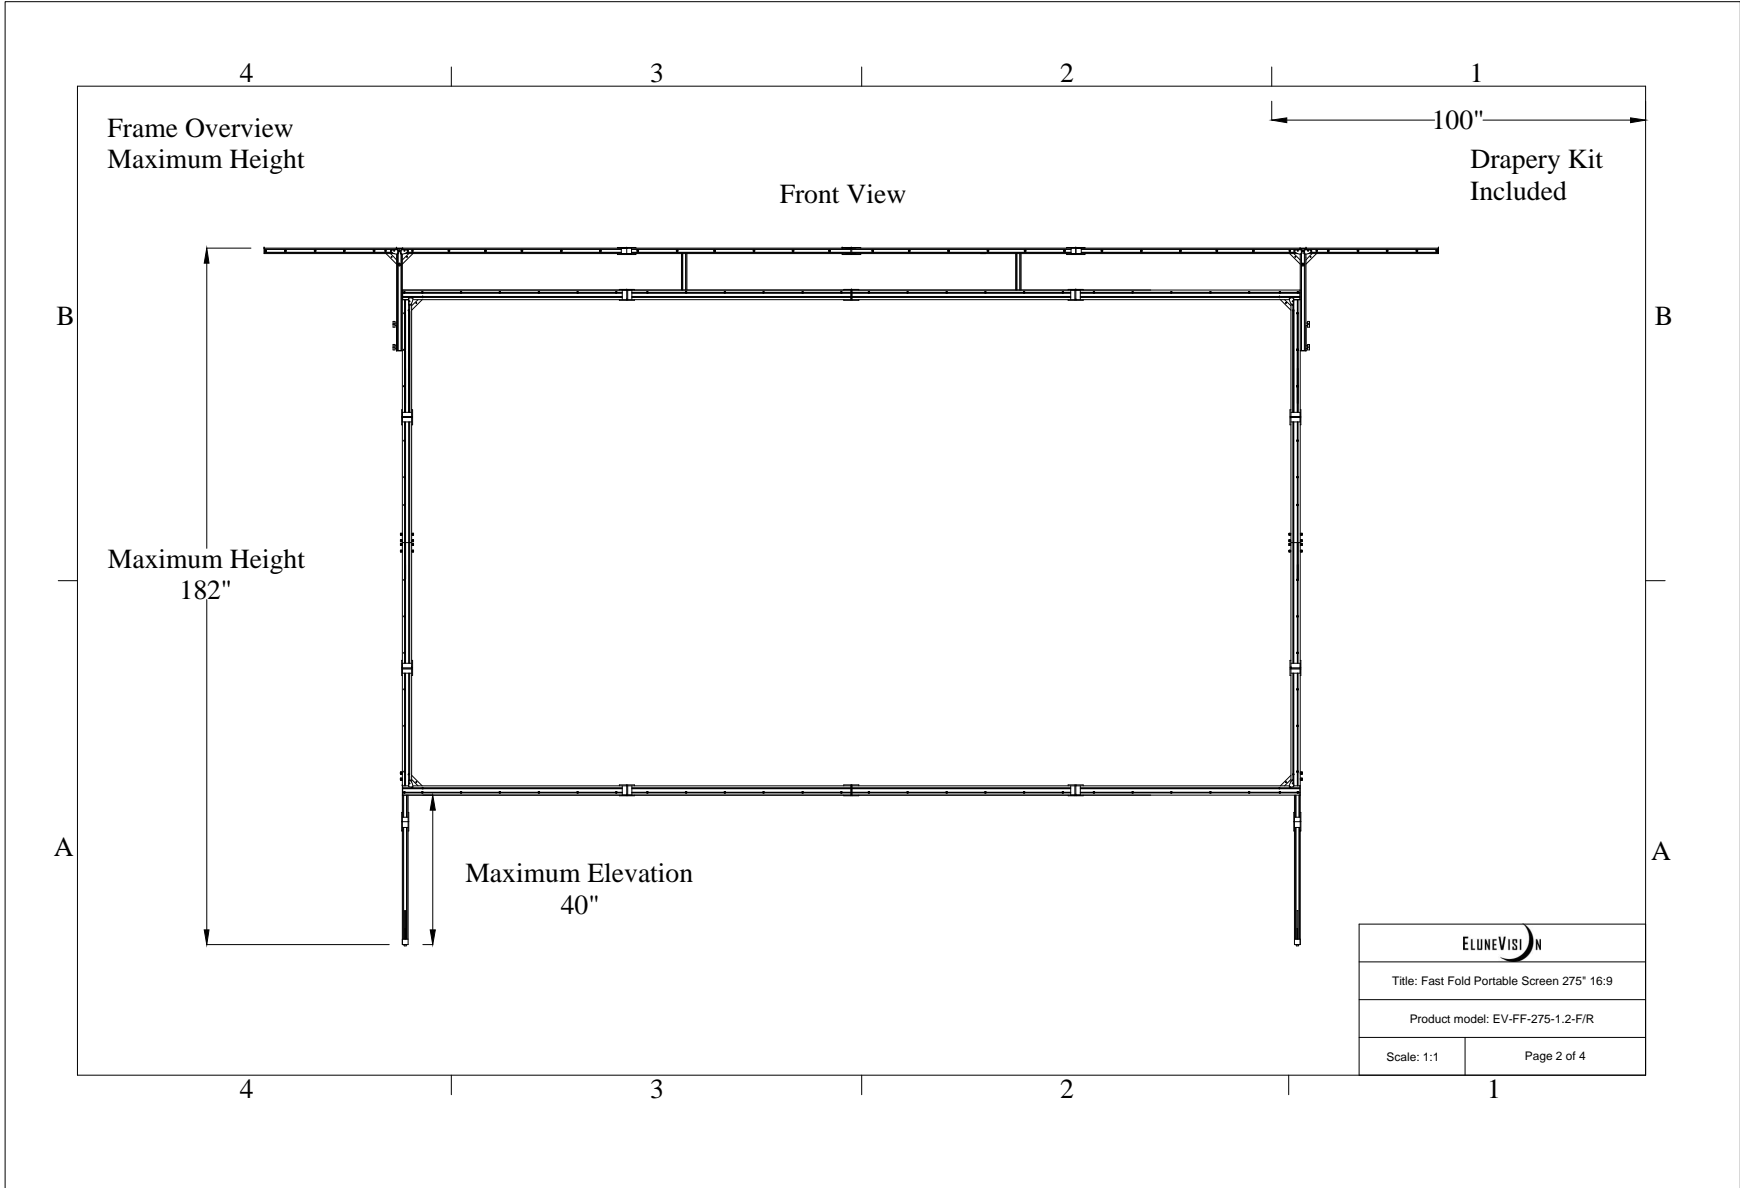 4 3 2 1
Frame Overview
Maximum Height
100"
Drapery Kit
Included
Front View
B B
Maximum Height
182"
A A
Maximum Elevation
40"
ELUNEVISION
Title: Fast Fold Portable Screen 275" 16:9
Product model: EV-FF-275-1.2-F/R
Scale: 1:1 Page 2 of 4
4 3 2 1